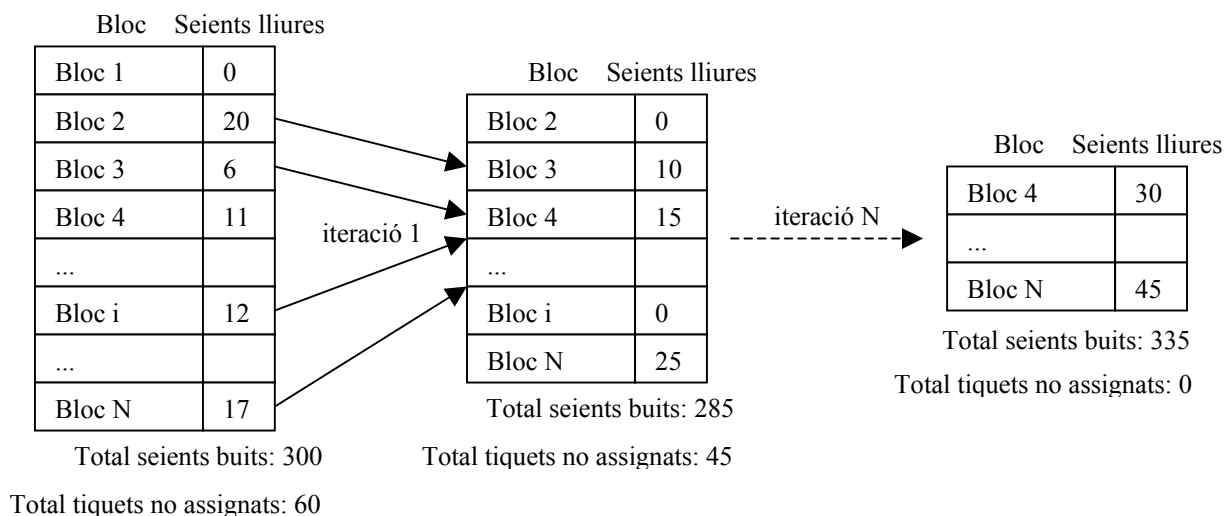 Bloc Seients lliures
Bloc 1 0
Bloc 2 20
Bloc 3 6
Bloc 4 11
...
Bloc i 12
...
Bloc N 17
Total seients buits: 300
Total tiquets no assignats: 60
iteració 1
Bloc Seients lliures
Bloc 2 0
Bloc 3 10
Bloc 4 15
...
Bloc i 0
Bloc N 25
Total seients buits: 285
Total tiquets no assignats: 45
iteració N
Bloc Seients lliures
Bloc 4 30
...
Bloc N 45
Total seients buits: 335
Total tiquets no assignats: 0